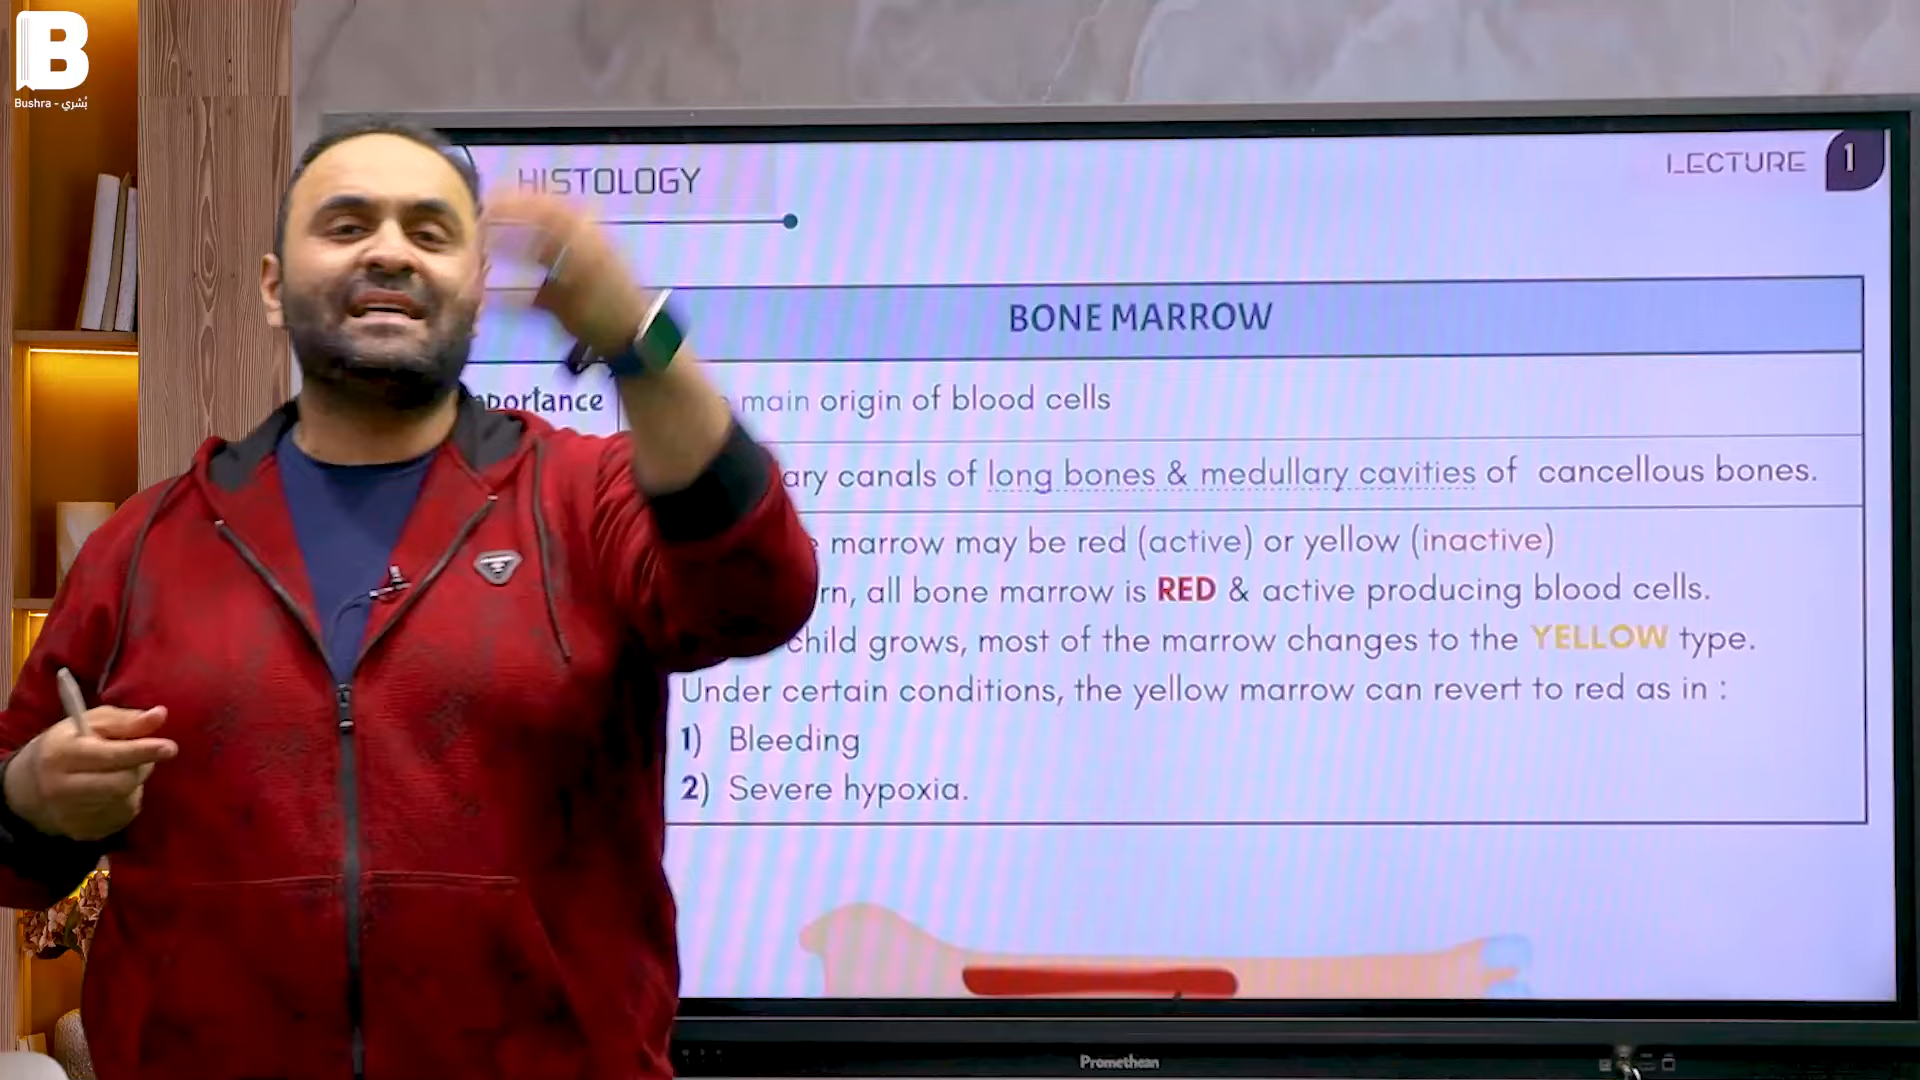 B
Bushra - بُشري
HISTOLOGY
LECTURE 1
BONE MARROW
main origin of blood cells
canals of long bones & medullary cavities of cancellous bones.
marrow may be red (active) or yellow (inactive)
all bone marrow is RED & active producing blood cells.
child grows, most of the marrow changes to the YELLOW type.
Under certain conditions, the yellow marrow can revert to red as in :
1) Bleeding
2) Severe hypoxia.
Promethean